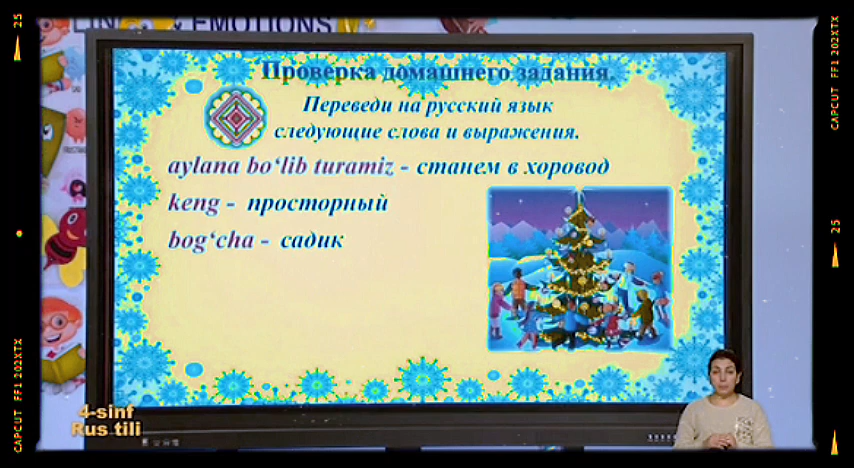 EMOTIONS
Проверка домашнего задания.
Переведи на русский язык
следующие слова и выражения.
aylana bo‘lib turamiz - станем в хоровод
keng - просторный
bog‘cha - садик
4-sinf
Rus tili
25
CAPCUT FF1 202XTX
CAPCUT FF1 202XTX
25